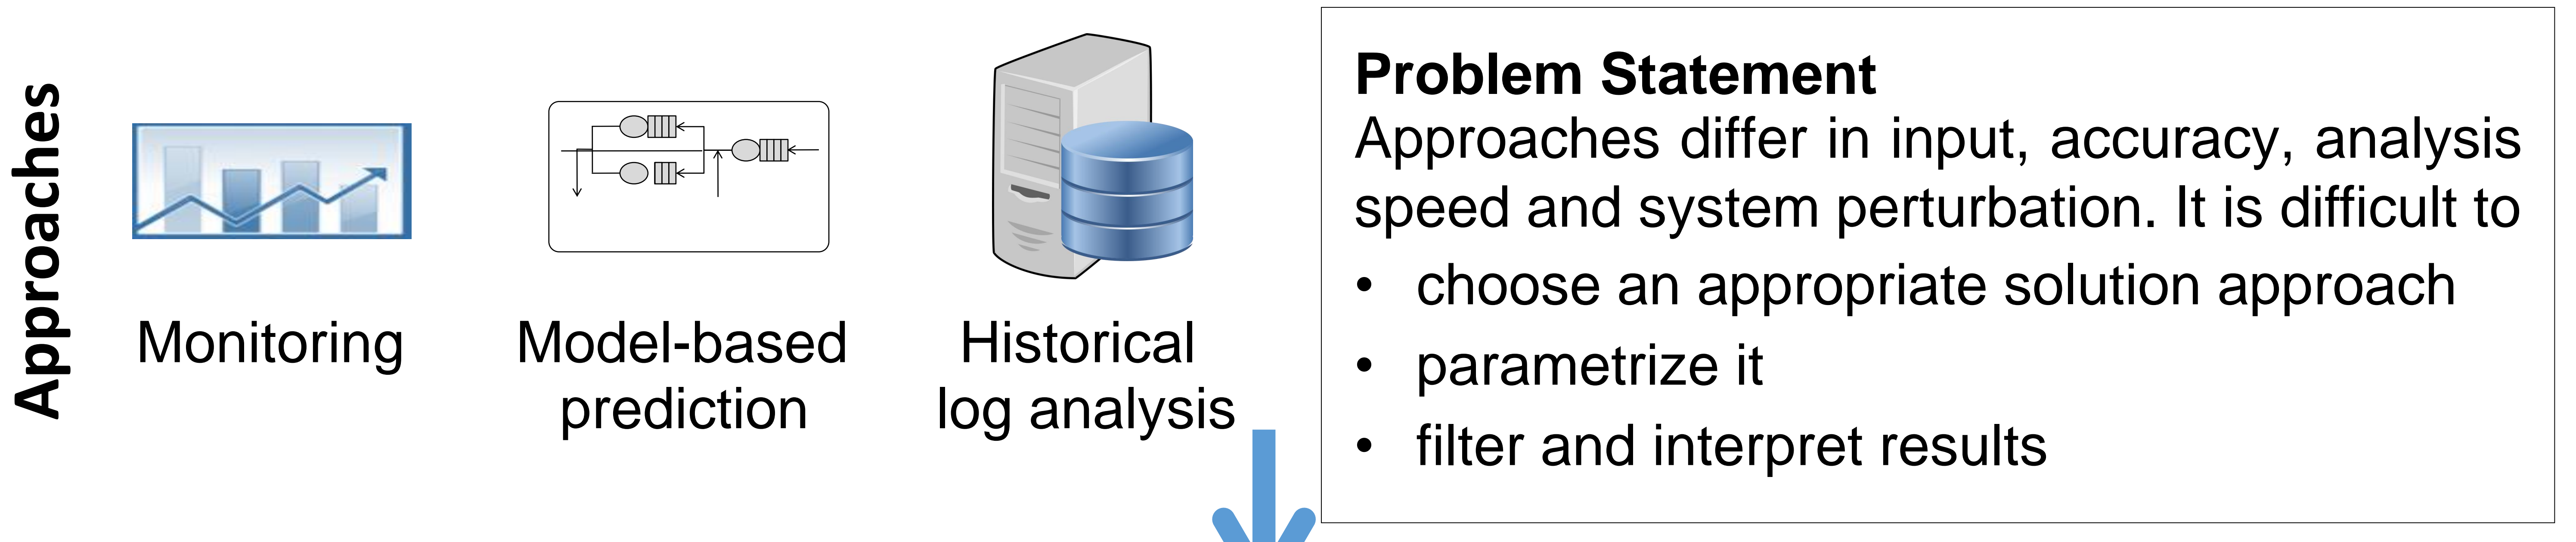 Approaches
Monitoring
Model-based
prediction
Historical
log analysis
Problem Statement
Approaches differ in input, accuracy, analysis
speed and system perturbation. It is difficult to
• choose an appropriate solution approach
• parametrize it
• filter and interpret results